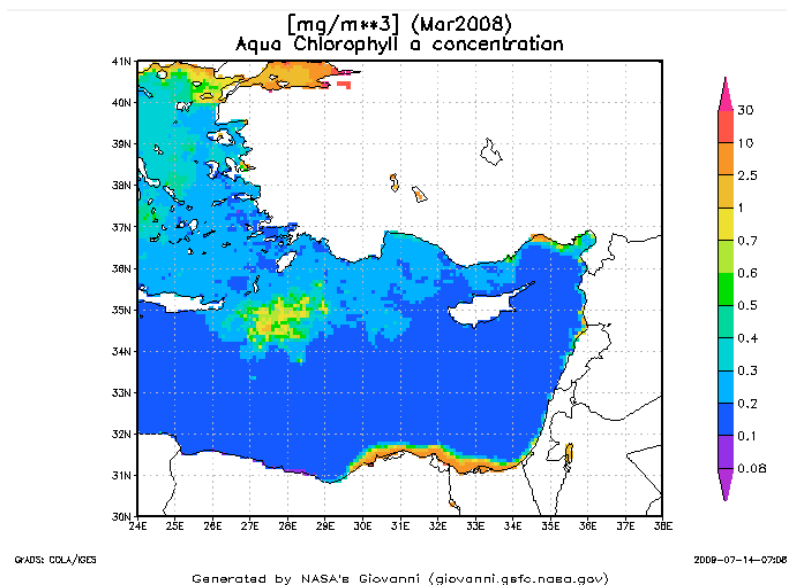 [mg/m**3] (Mar2008)
Aqua Chlorophyll a concentration
41N
40N
39N
38N
37N
36N
35N
34N
33N
32N
31N
30N
24E 25E 26E 27E 28E 29E 30E 31E 32E 33E 34E 35E 36E 37E 38E
30
10
2.5
1
0.7
0.6
0.5
0.4
0.3
0.2
0.1
0.08
GrADS: COLA/IGES
2009-07-14-07:06
Generated by NASA's Giovanni (giovanni.gsfc.nasa.gov)